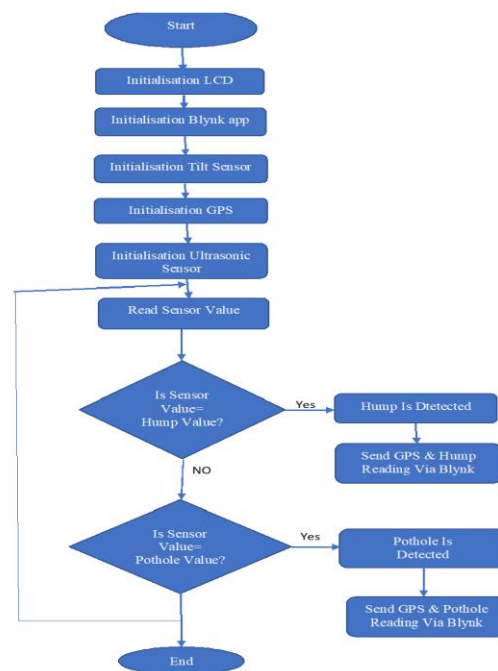 Start
Initialisation LCD
Initialisation Blynk app
Initialisation Tilt Sensor
Initialisation GPS
Initialisation Ultrasonic
Sensor
Read Sensor Value
Is Sensor
Value=
Hump Value?
Yes
Hump Is Dtetected
Send GPS & Hump
Reading Via Blynk
NO
Is Sensor
Value=
Pothole Value?
Yes
Pothole Is
Detected
Send GPS & Pothole
Reading Via Blynk
End